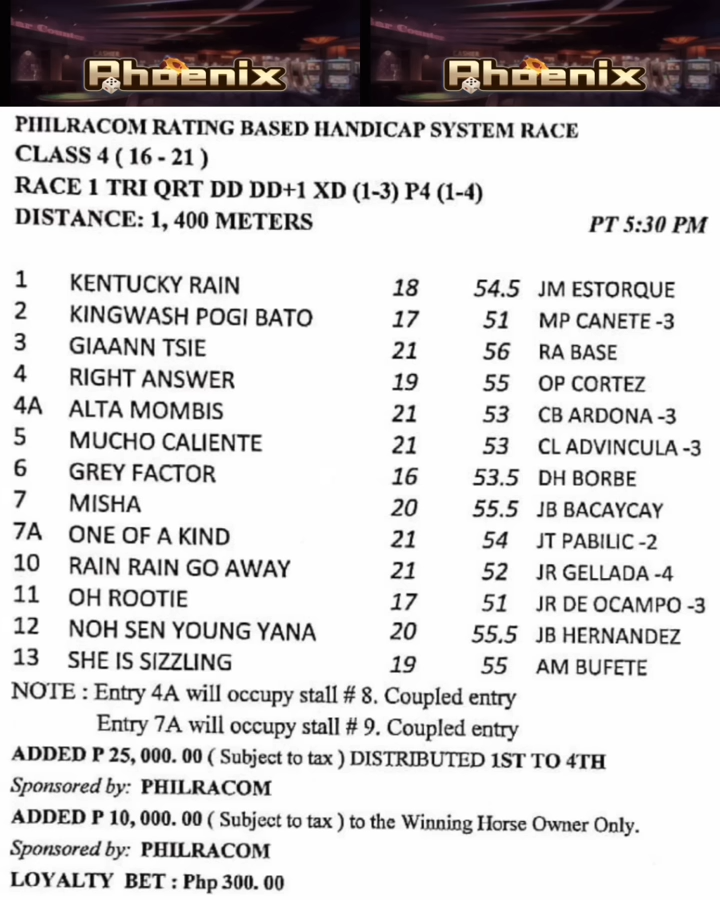 Phoenix Phoenix
PHILRACOM RATING BASED HANDICAP SYSTEM RACE
CLASS 4 ( 16 - 21 )
RACE 1 TRI QRT DD DD+1 XD (1-3) P4 (1-4)
DISTANCE: 1, 400 METERS PT 5:30 PM
1 KENTUCKY RAIN 18 54.5 JM ESTORQUE
2 KINGWASH POGI BATO 17 51 MP CANETE -3
3 GIAANN TSIE 21 56 RA BASE
4 RIGHT ANSWER 19 55 OP CORTEZ
4A ALTA MOMBIS 21 53 CB ARDONA -3
5 MUCHO CALIENTE 21 53 CL ADVINCULA -3
6 GREY FACTOR 16 53.5 DH BORBE
7 MISHA 20 55.5 JB BACAYCAY
7A ONE OF A KIND 21 54 JT PABILIC -2
10 RAIN RAIN GO AWAY 21 52 JR GELLADA -4
11 OH ROOTIE 17 51 JR DE OCAMPO -3
12 NOH SEN YOUNG YANA 20 55.5 JB HERNANDEZ
13 SHE IS SIZZLING 19 55 AM BUFETE
NOTE : Entry 4A will occupy stall # 8. Coupled entry
Entry 7A will occupy stall # 9. Coupled entry
ADDED P 25, 000. 00 ( Subject to tax ) DISTRIBUTED 1ST TO 4TH
Sponsored by: PHILRACOM
ADDED P 10, 000. 00 ( Subject to tax ) to the Winning Horse Owner Only.
Sponsored by: PHILRACOM
LOYALTY BET : Php 300. 00